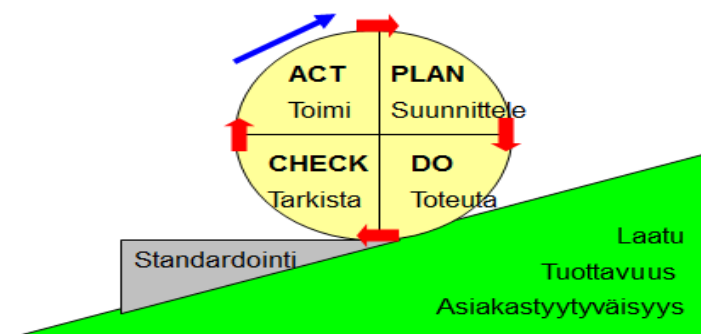 ACT
Toimi
PLAN
Suunnittele
CHECK
Tarkista
DO
Toteuta
Standardointi
Laatu
Tuottavuus
Asiakastyytyväisyys